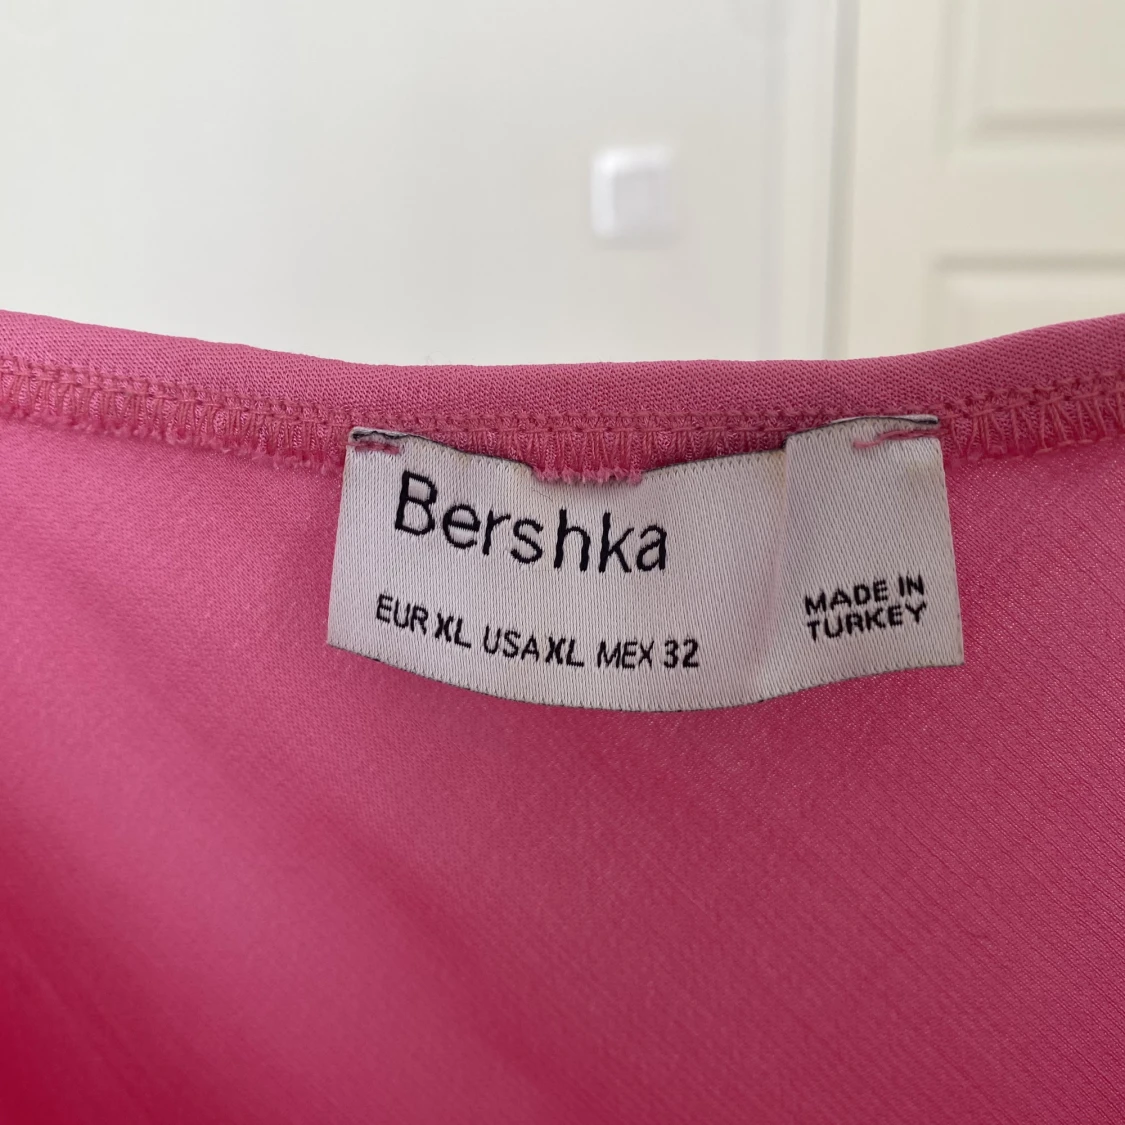 Bershka
EUR XL USA XL MEX 32
MADE IN
TURKEY